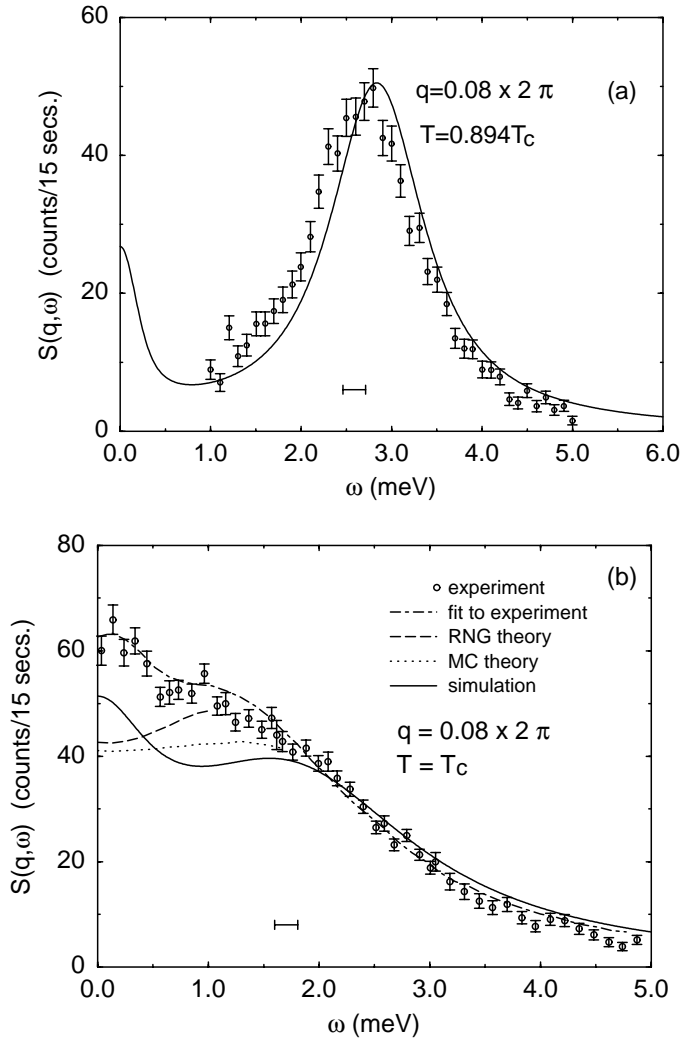 (a)
q=0.08 x 2 π
T=0.894Tc
S(q,ω) (counts/15 secs.)
60
40
20
0
0.0 1.0 2.0 3.0 4.0 5.0 6.0
ω (meV)
(b)
experiment
fit to experiment
RNG theory
MC theory
simulation
q = 0.08 x 2 π
T = Tc
S(q,ω) (counts/15 secs.)
80
60
40
20
0
0.0 1.0 2.0 3.0 4.0 5.0
ω (meV)